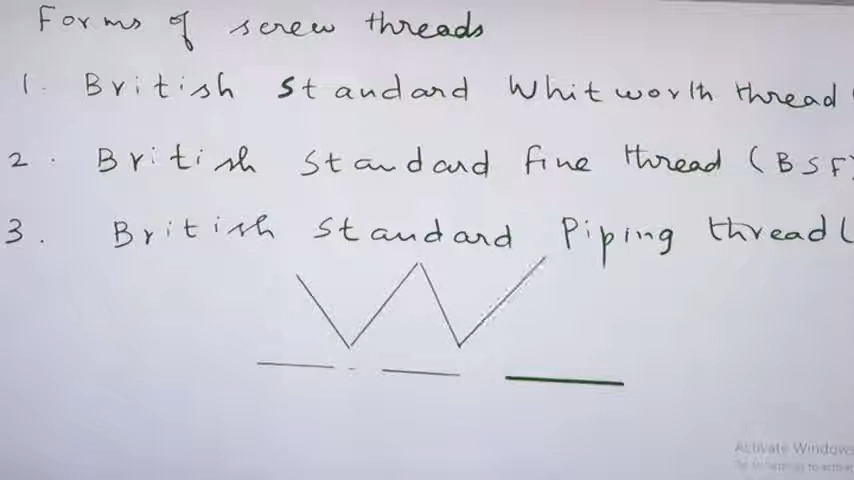 Forms of screw threads
1. British Standard Whitworth thread (
2. British Standard fine thread (BSF)
3. British Standard Piping thread (
Activate Windows